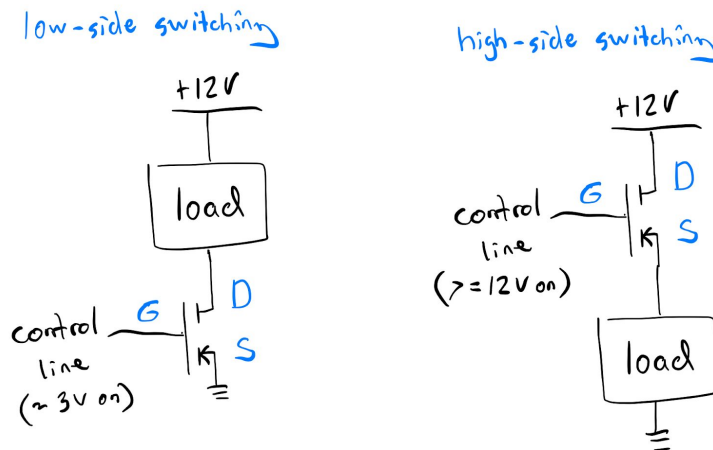 low-side switching
+12V
load
D
G
S
control
line
(~ 3V on)
high-side switching
+12V
D
G
S
control
line
(>=12V on)
load